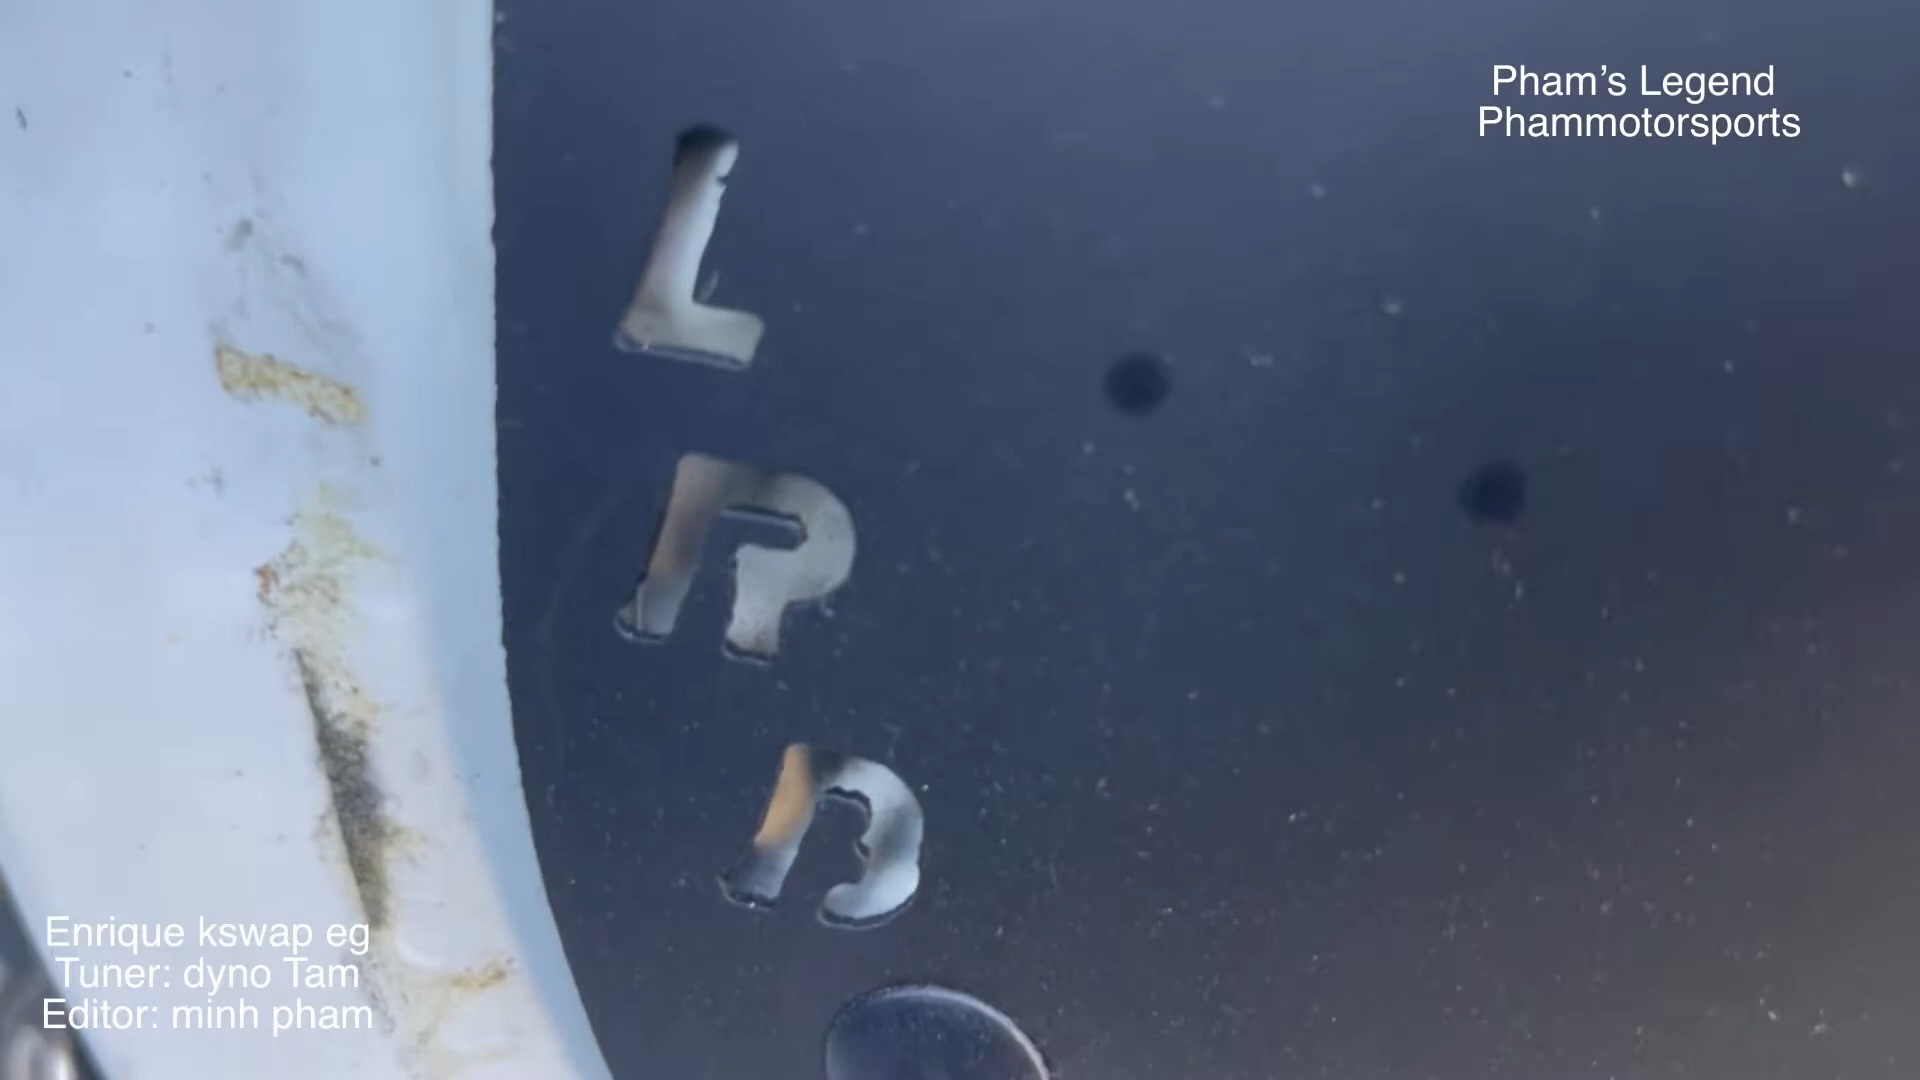 Pham’s Legend
Phammotorsports
L
R
D
Enrique kswap eg
Tuner: dyno Tam
Editor: minh pham